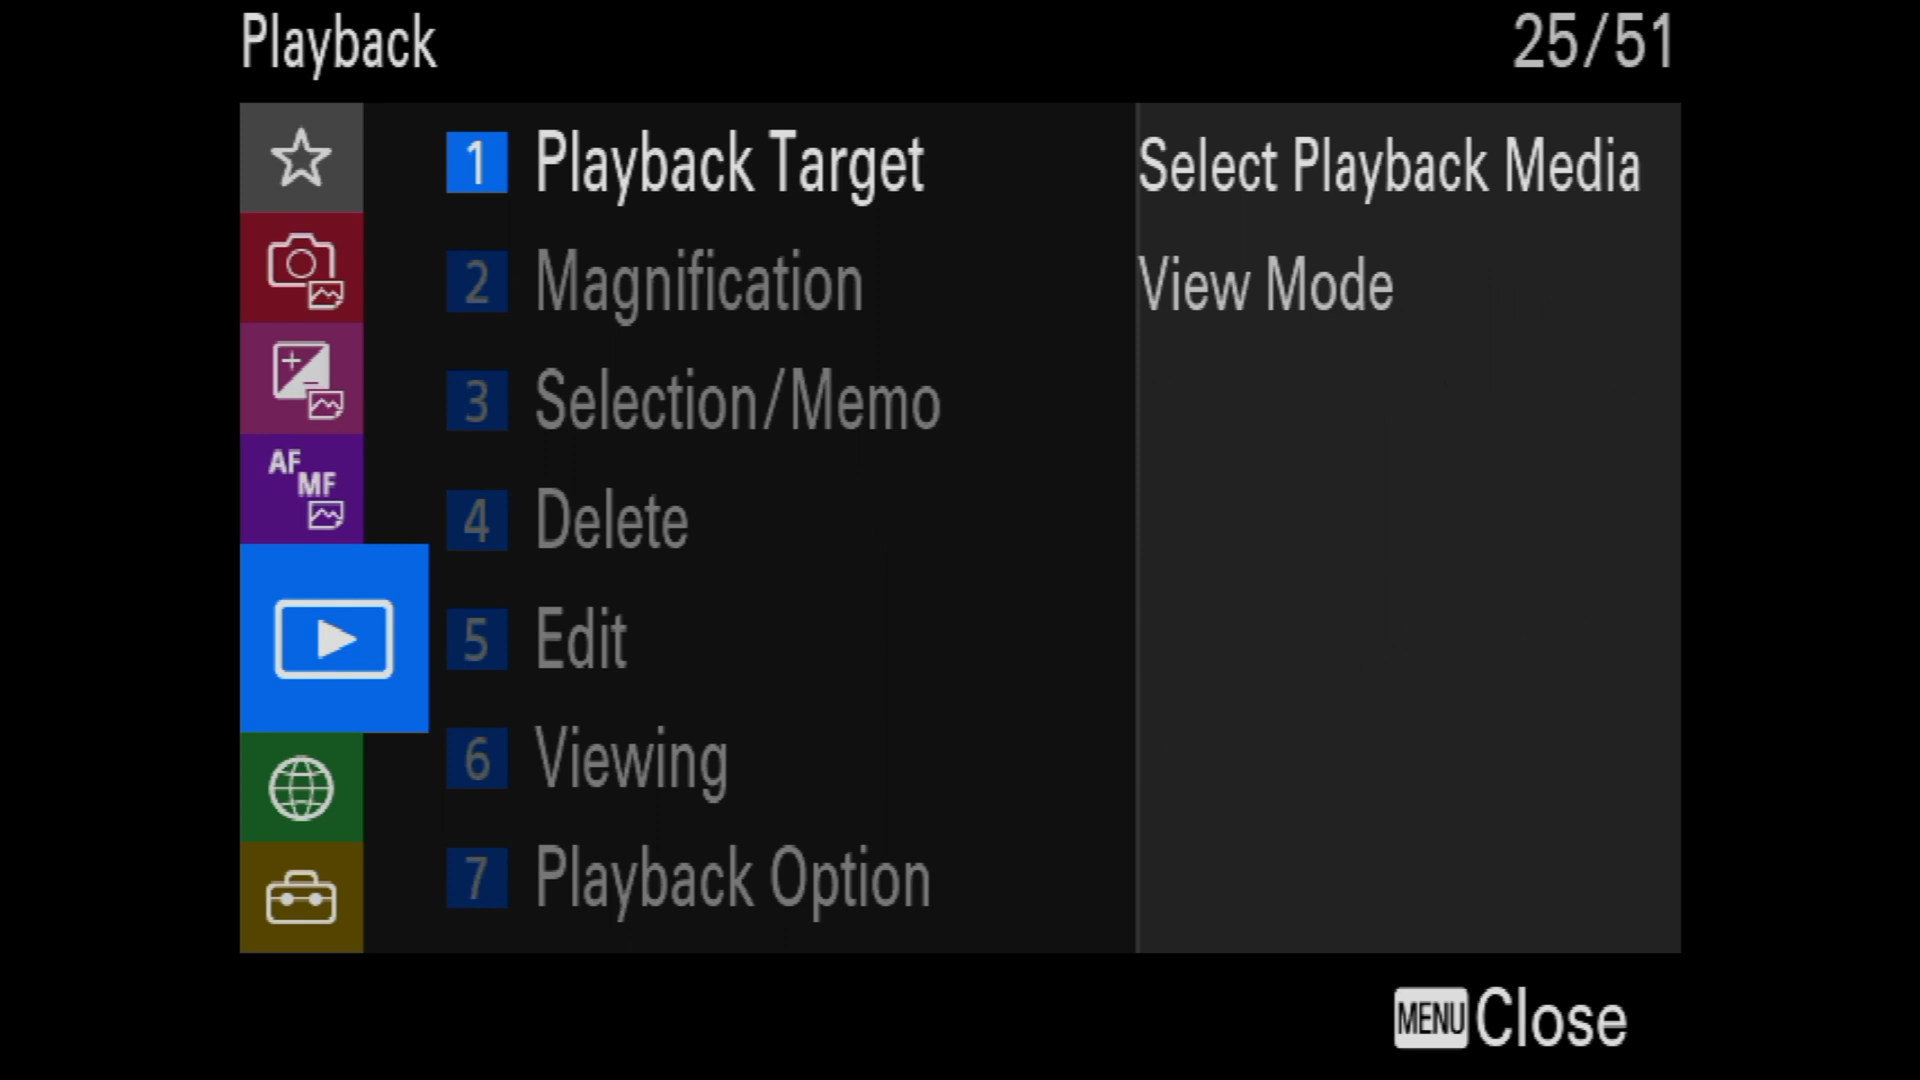 Playback
25/51
AF
MF
1 Playback Target
2 Magnification
3 Selection/Memo
4 Delete
5 Edit
6 Viewing
7 Playback Option
Select Playback Media
View Mode
MENU Close